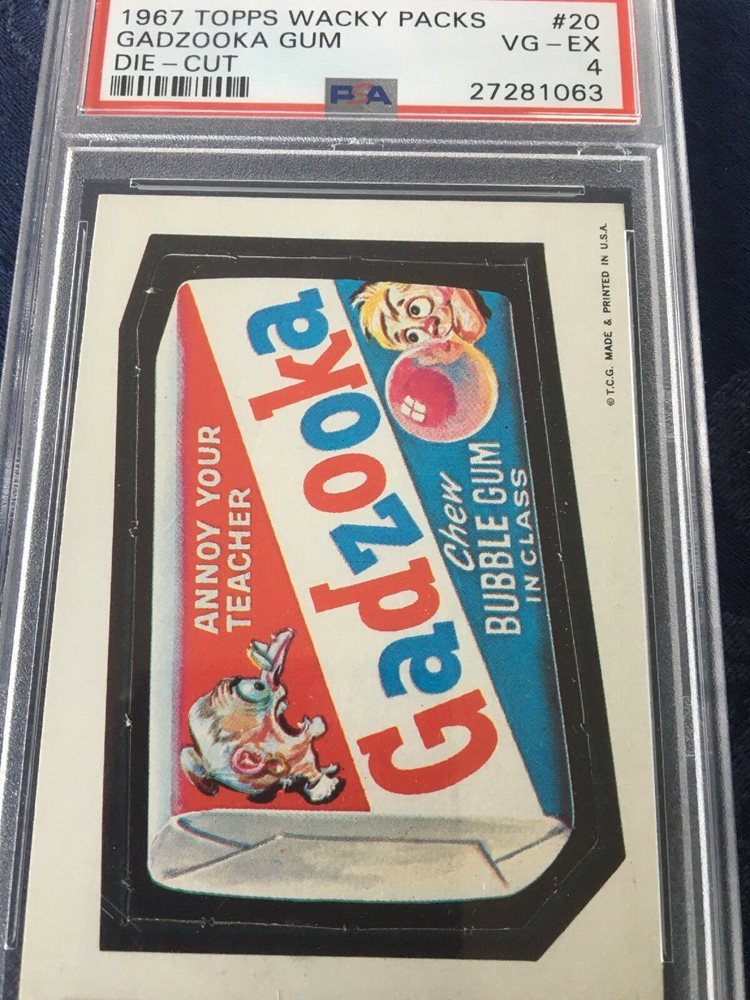 1967 TOPPS WACKY PACKS #20
GADZOOKA GUM VG-EX
DIE-CUT 4
PSA 27281063
ANNOY YOUR
TEACHER
Gadzooka
Chew
BUBBLE GUM
IN CLASS
© T.C.G. MADE & PRINTED IN U.S.A.